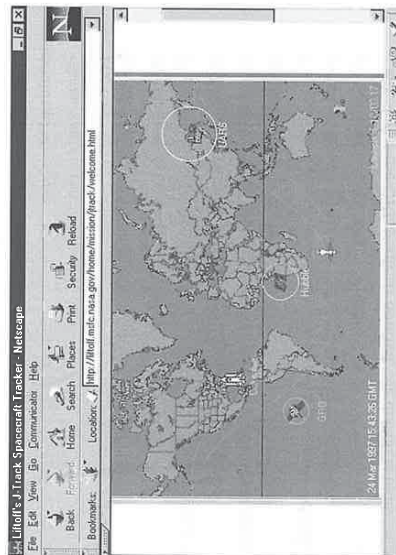 Liftoff's J-Track Spacecraft Tracker - Netscape
File Edit View Go Communicator Help
N
Back Forward Home Search Places Print Security Reload
Bookmarks: Location: http://liftoff.msfc.nasa.gov/home/mission/jtrack/welcome.html
UARS
Hubble
GRO
24 Mar 1997 15:43:25 GMT